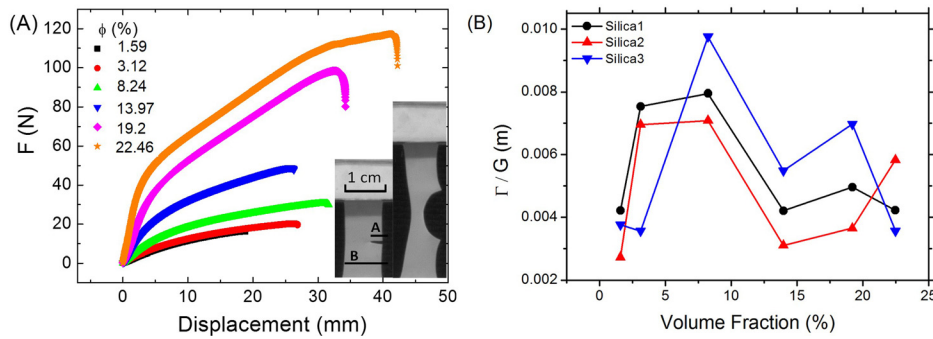 (A)
F (N)
120
100
80
60
40
20
0
ϕ (%)
1.59
3.12
8.24
13.97
19.2
22.46
1 cm
A
B
0 10 20 30 40 50
Displacement (mm)
(B)
Γ / G (m)
0.010
0.008
0.006
0.004
0.002
Silica1
Silica2
Silica3
0 5 10 15 20 25
Volume Fraction (%)